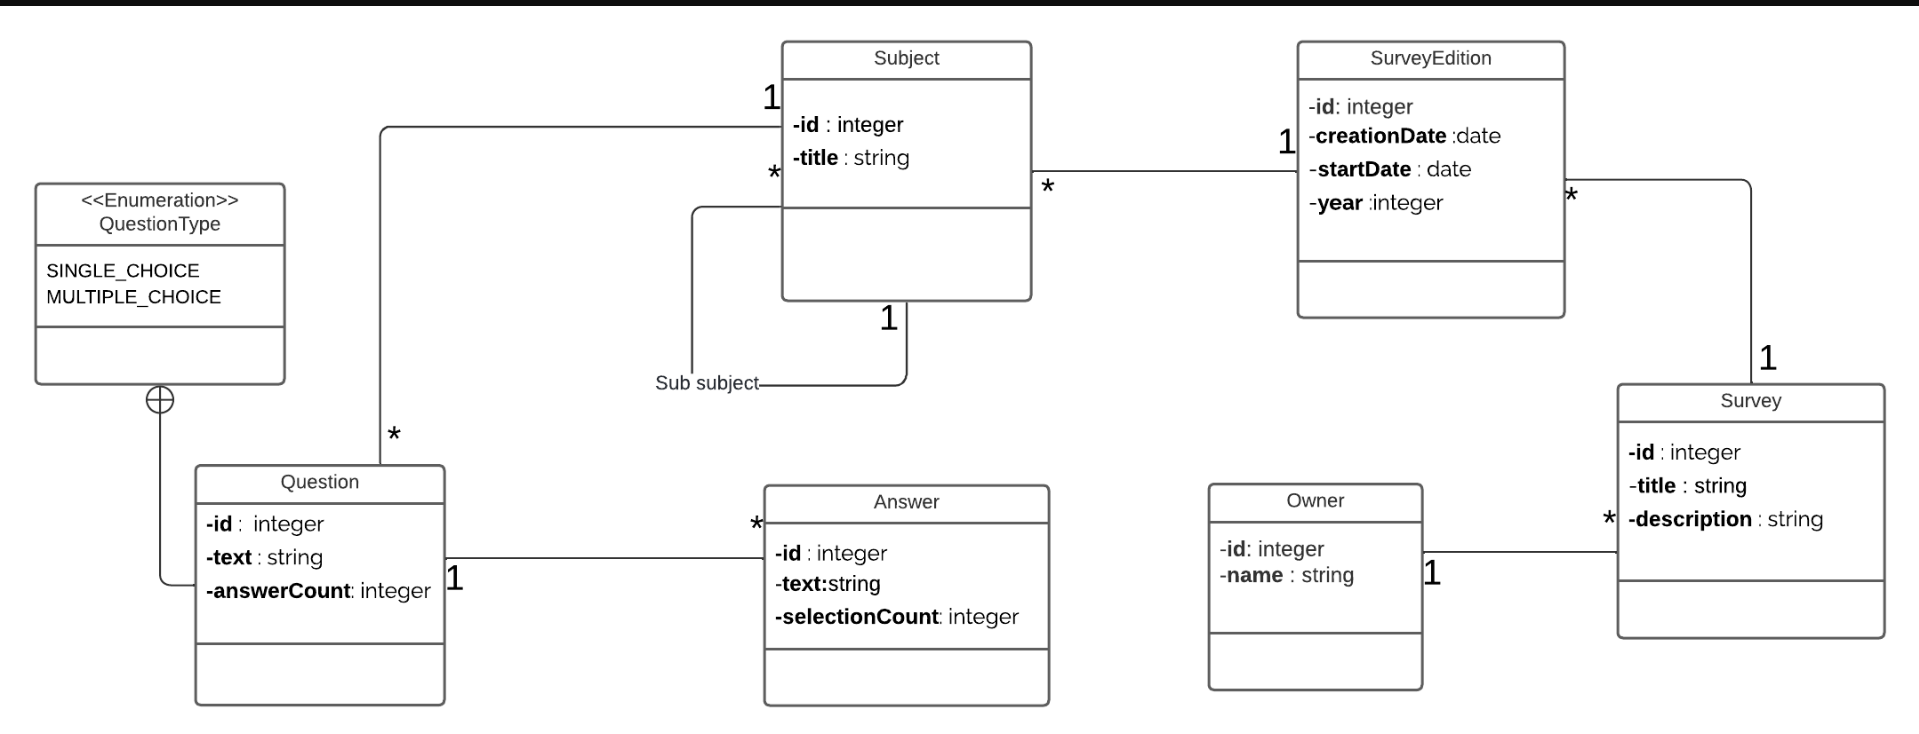 Subject
-id : integer
-title : string
1
*
*
1
Sub subject
SurveyEdition
-id: integer
-creationDate :date
-startDate : date
-year :integer
1
*
<<Enumeration>>
QuestionType
SINGLE_CHOICE
MULTIPLE_CHOICE
1
Survey
-id : integer
-title : string
-description : string
*
*
Question
-id : integer
-text : string
-answerCount: integer
1
*
Answer
-id : integer
-text:string
-selectionCount: integer
Owner
-id: integer
-name : string
1